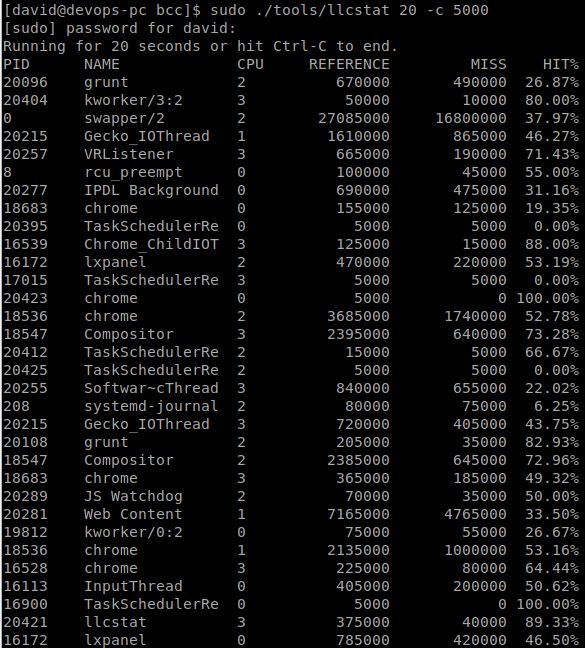 [david@devops-pc bcc]$ sudo ./tools/llcstat 20 -c 5000
[sudo] password for david:
Running for 20 seconds or hit Ctrl-C to end.
PID      NAME             CPU     REFERENCE         MISS    HIT%
20096    grunt            2          670000       490000  26.87%
20404    kworker/3:2      3           50000        10000  80.00%
0        swapper/2        2        27085000     16800000  37.97%
20215    Gecko_IOThread   1         1610000       865000  46.27%
20257    VRListener       3          665000       190000  71.43%
8        rcu_preempt      0          100000        45000  55.00%
20277    IPDL Background  0          690000       475000  31.16%
18683    chrome           0          155000       125000  19.35%
20395    TaskSchedulerRe  0            5000         5000   0.00%
16539    Chrome_ChildIOT  3          125000        15000  88.00%
16172    lxpanel          2          470000       220000  53.19%
17015    TaskSchedulerRe  3            5000         5000   0.00%
20423    chrome           0            5000            0 100.00%
18536    chrome           2         3685000      1740000  52.78%
18547    Compositor       3         2395000       640000  73.28%
20412    TaskSchedulerRe  2           15000         5000  66.67%
20425    TaskSchedulerRe  2            5000         5000   0.00%
20255    Softwar~cThread  3          840000       655000  22.02%
208      systemd-journal  2           80000        75000   6.25%
20215    Gecko_IOThread   3          720000       405000  43.75%
20108    grunt            2          205000        35000  82.93%
18547    Compositor       2         2385000       645000  72.96%
18683    chrome           3          365000       185000  49.32%
20289    JS Watchdog      2           70000        35000  50.00%
20281    Web Content      1         7165000      4765000  33.50%
19812    kworker/0:2      0           75000        55000  26.67%
18536    chrome           1         2135000      1000000  53.16%
16528    chrome           3          225000        80000  64.44%
16113    InputThread      0          405000       200000  50.62%
16900    TaskSchedulerRe  0            5000            0 100.00%
20421    llcstat          3          375000        40000  89.33%
16172    lxpanel          0          785000       420000  46.50%